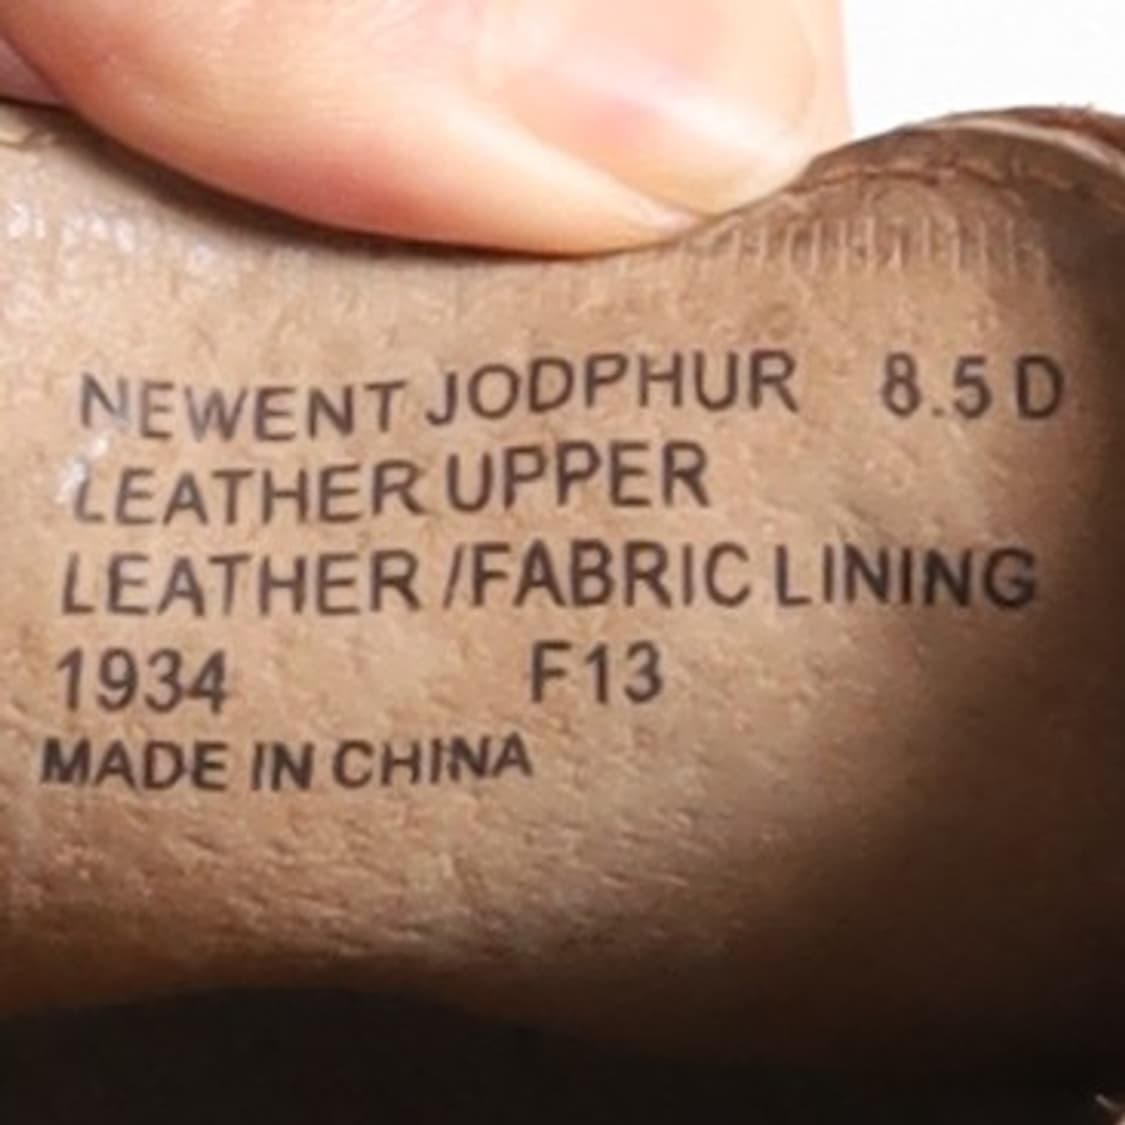 NEWENT JODPHUR 8.5 D
LEATHER UPPER
LEATHER /FABRIC LINING
1934 F13
MADE IN CHINA